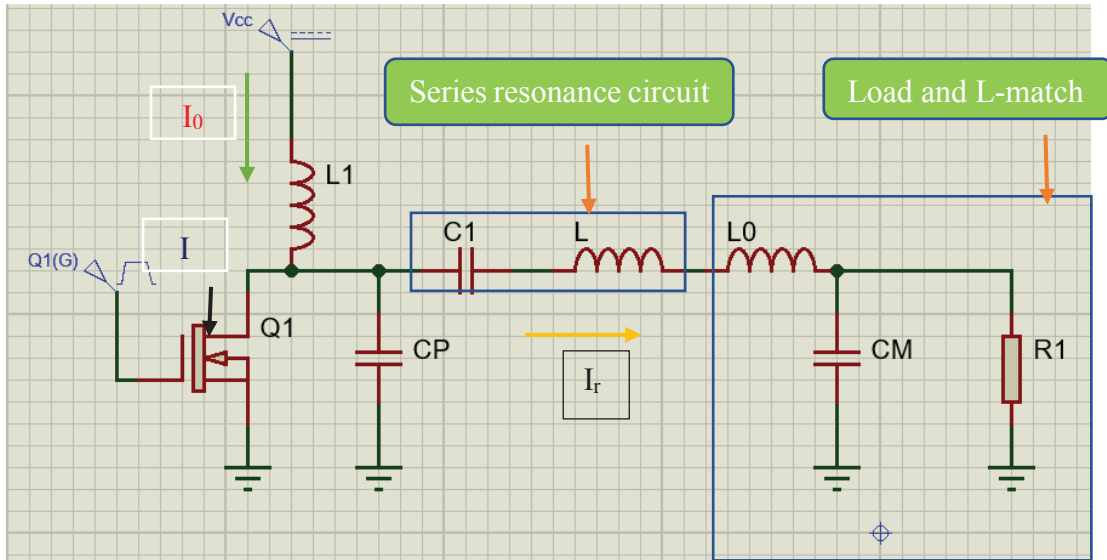 Vcc
Series resonance circuit
Load and L-match
I0
L1
I
C1
L
L0
Q1(G)
Q1
CP
CM
R1
Ir